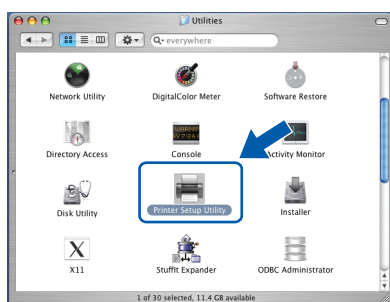 Utilities
everywhere
Network Utility
DigitalColor Meter
Software Restore
Directory Access
Console
Activity Monitor
Disk Utility
Printer Setup Utility
Installer
X11
StuffIt Expander
ODBC Administrator
1 of 30 selected, 11.4 GB available